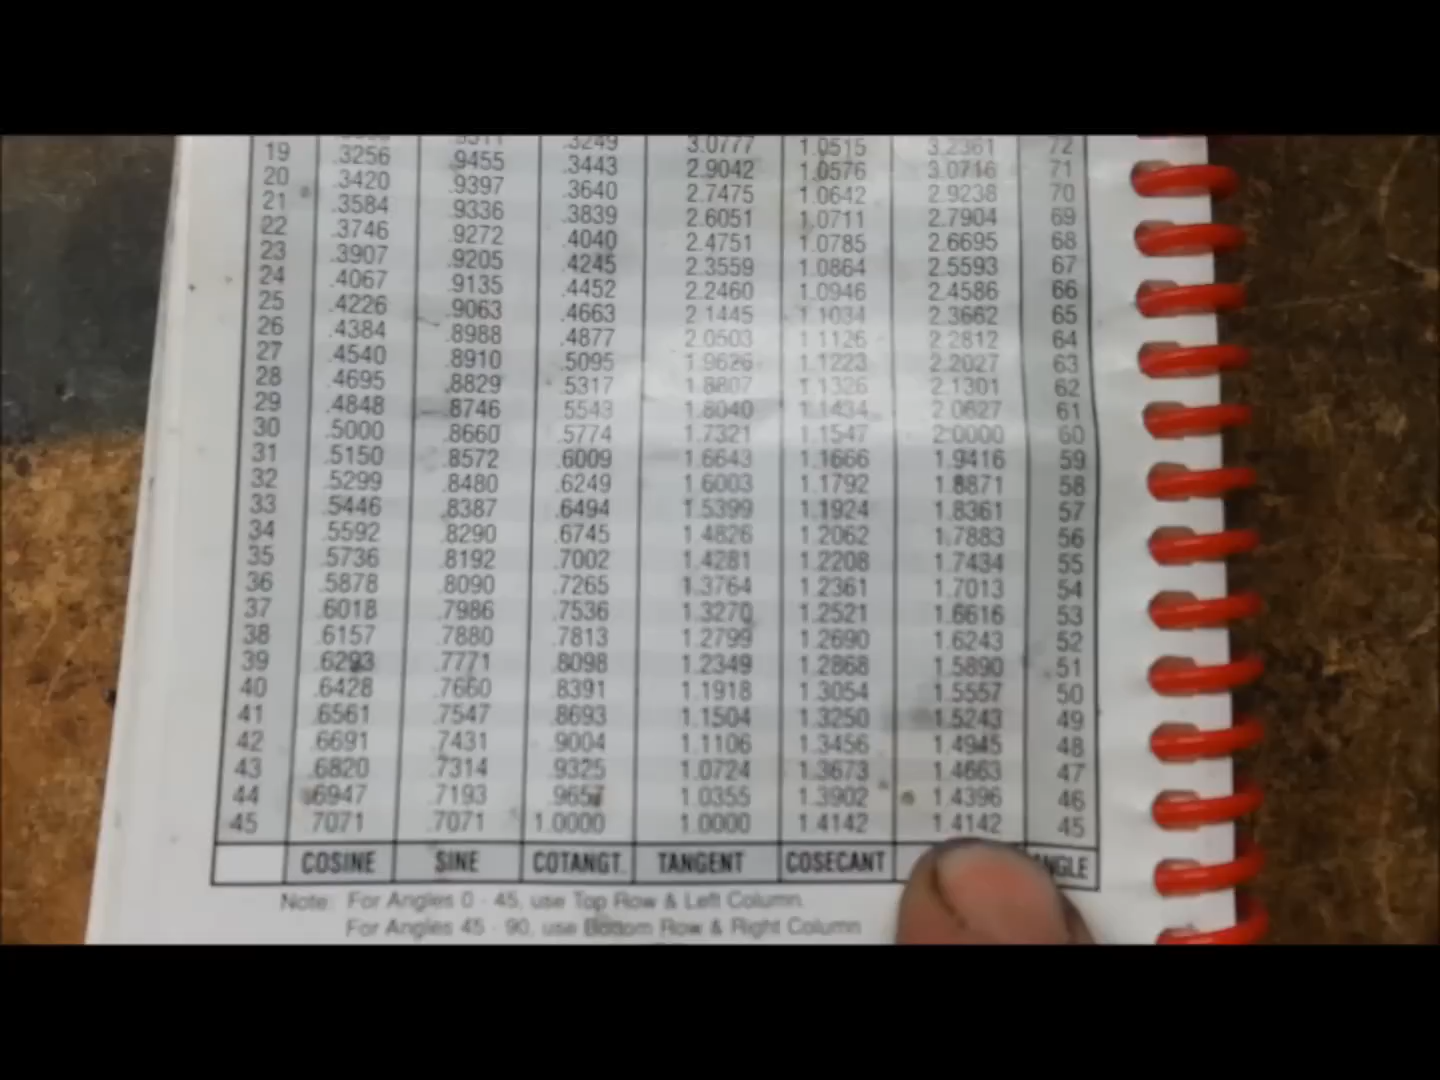 .3249 3.0777 1.0515 3.2361 72
19 .3256 .9455 .3443 2.9042 1.0576 3.0716 71
20 .3420 .9397 .3640 2.7475 1.0642 2.9238 70
21 .3584 .9336 .3839 2.6051 1.0711 2.7904 69
22 .3746 .9272 .4040 2.4751 1.0785 2.6695 68
23 .3907 .9205 .4245 2.3559 1.0864 2.5593 67
24 .4067 .9135 .4452 2.2460 1.0946 2.4586 66
25 .4226 .9063 .4663 2.1445 1.1034 2.3662 65
26 .4384 .8988 .4877 2.0503 1.1126 2.2812 64
27 .4540 .8910 .5095 1.9626 1.1223 2.2027 63
28 .4695 .8829 .5317 1.8807 1.1326 2.1301 62
29 .4848 .8746 .5543 1.8040 1.1434 2.0627 61
30 .5000 .8660 .5774 1.7321 1.1547 2.0000 60
31 .5150 .8572 .6009 1.6643 1.1666 1.9416 59
32 .5299 .8480 .6249 1.6003 1.1792 1.8871 58
33 .5446 .8387 .6494 1.5399 1.1924 1.8361 57
34 .5592 .8290 .6745 1.4826 1.2062 1.7883 56
35 .5736 .8192 .7002 1.4281 1.2208 1.7434 55
36 .5878 .8090 .7265 1.3764 1.2361 1.7013 54
37 .6018 .7986 .7536 1.3270 1.2521 1.6616 53
38 .6157 .7880 .7813 1.2799 1.2690 1.6243 52
39 .6293 .7771 .8098 1.2349 1.2868 1.5890 51
40 .6428 .7660 .8391 1.1918 1.3054 1.5557 50
41 .6561 .7547 .8693 1.1504 1.3250 1.5243 49
42 .6691 .7431 .9004 1.1106 1.3456 1.4945 48
43 .6820 .7314 .9325 1.0724 1.3673 1.4663 47
44 .6947 .7193 .9657 1.0355 1.3902 1.4396 46
45 .7071 .7071 1.0000 1.0000 1.4142 1.4142 45
COSINE SINE COTANGT. TANGENT COSECANT NGLE
Note: For Angles 0 - 45, use Top Row & Left Column.
For Angles 45 - 90, use Bottom Row & Right Column